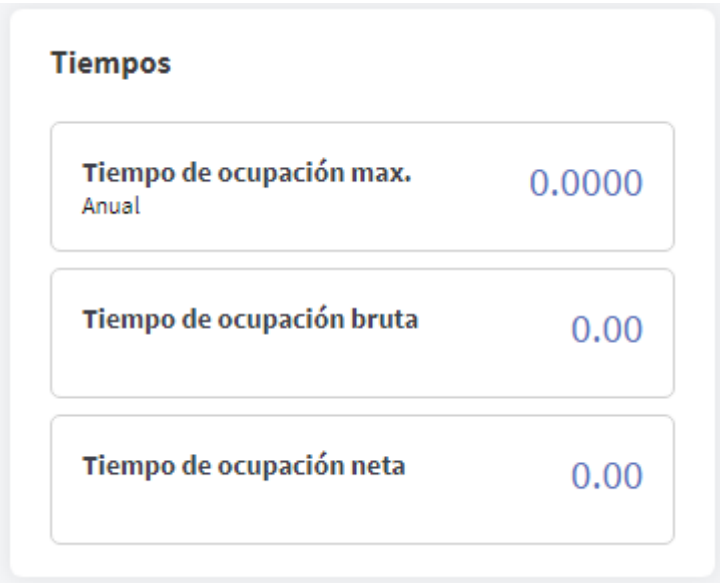 Tiempos
Tiempo de ocupación max.
Anual
0.0000
Tiempo de ocupación bruta
0.00
Tiempo de ocupación neta
0.00